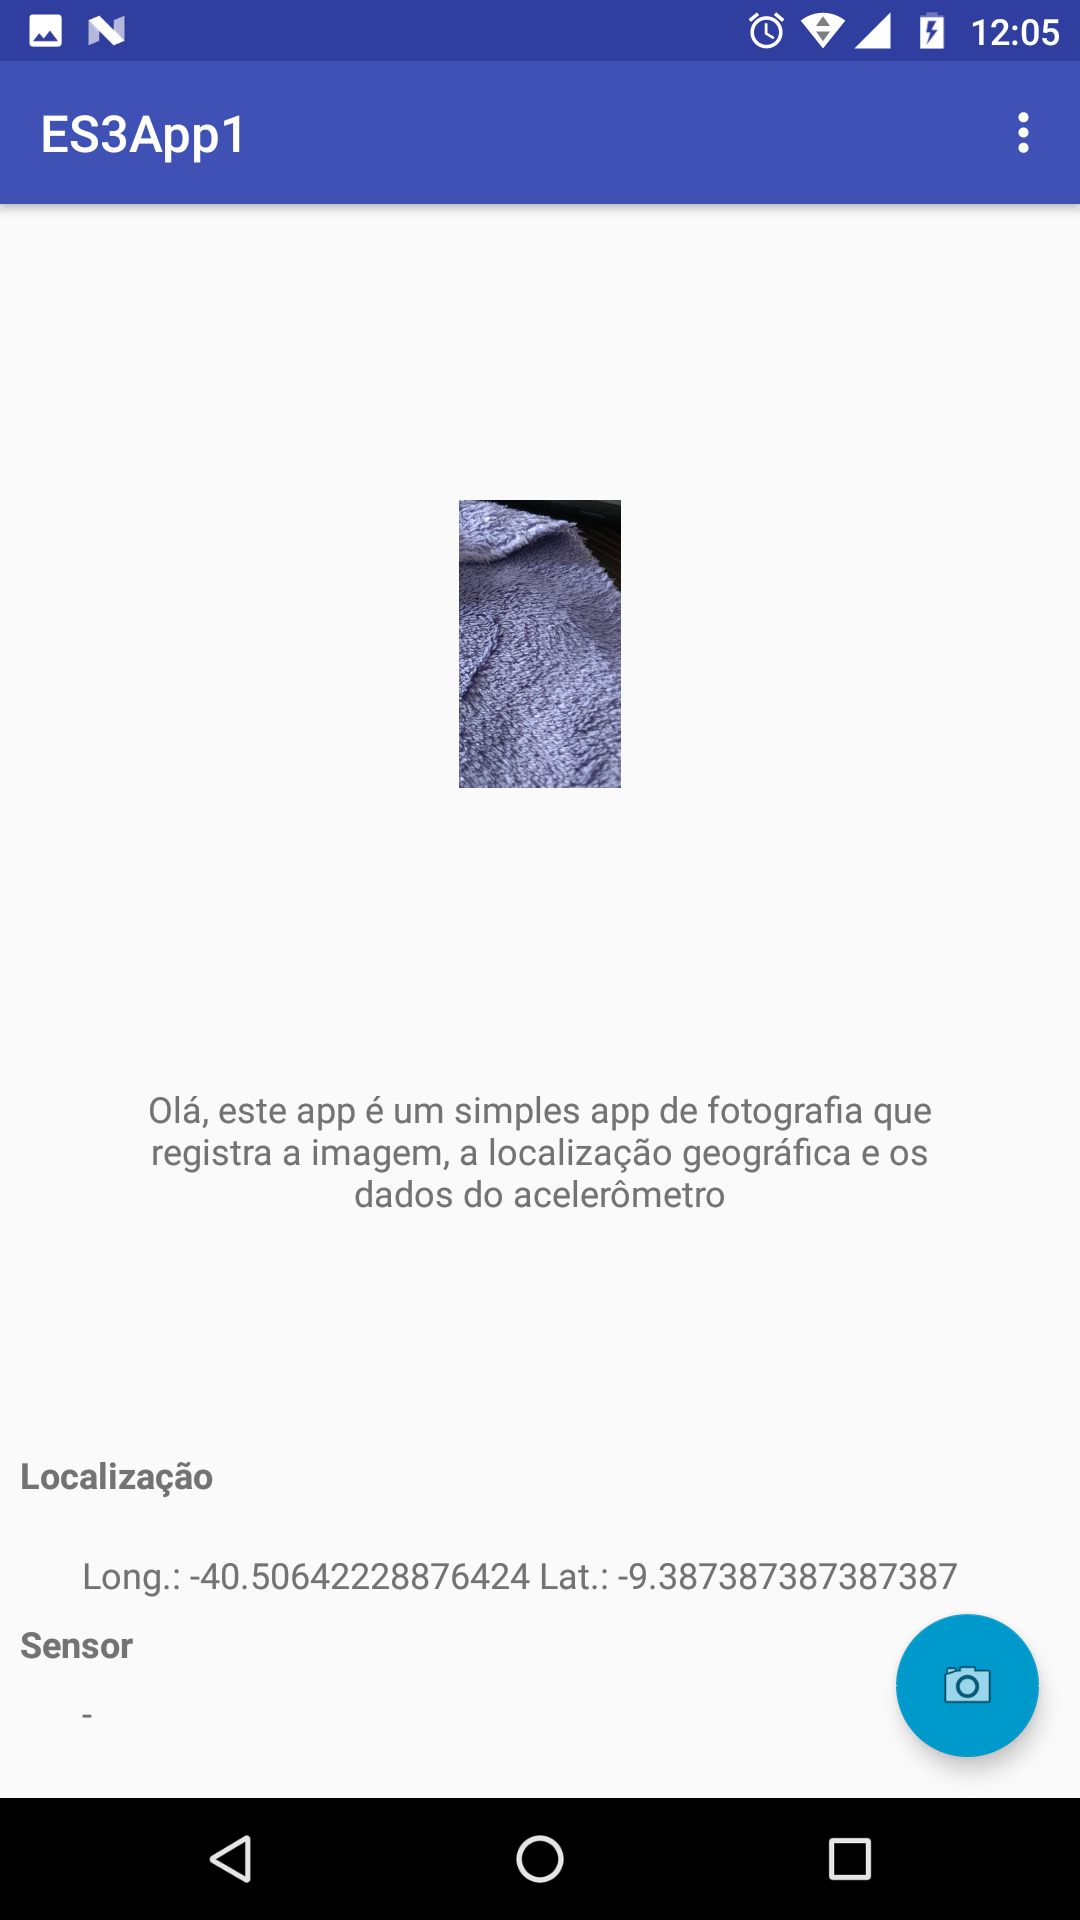 12:05
ES3App1
Olá, este app é um simples app de fotografia que
registra a imagem, a localização geográfica e os
dados do acelerômetro
Localização
Long.: -40.50642228876424 Lat.: -9.387387387387387
Sensor
-